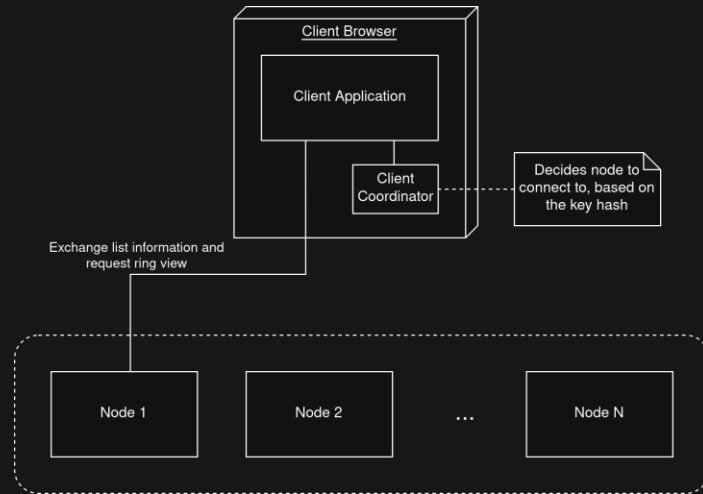 Client Browser
Client Application
Client
Coordinator
Decides node to
connect to, based on
the key hash
Exchange list information and
request ring view
Node 1
Node 2
...
Node N